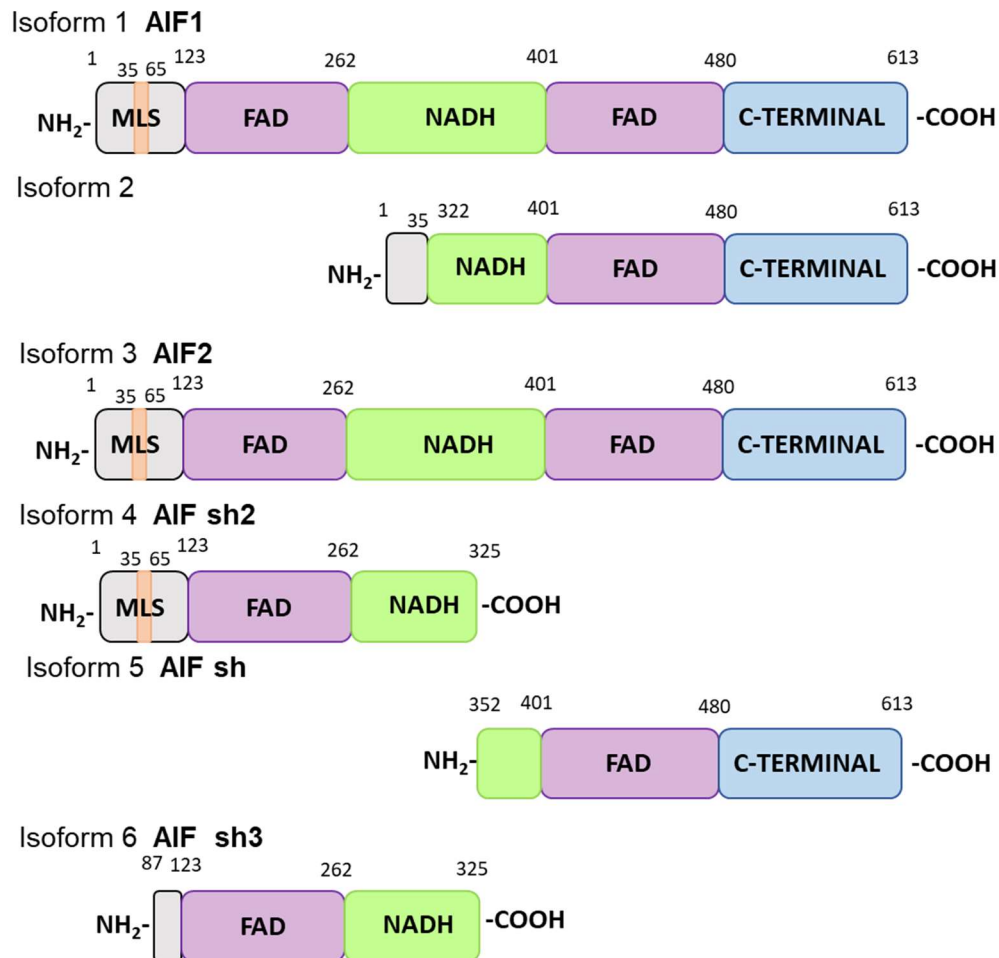 Isoform 1 AIF1
1 35 65 123 262 401 480 613
NH2- MLS FAD NADH FAD C-TERMINAL -COOH
Isoform 2
1 35 322 401 480 613
NH2- NADH FAD C-TERMINAL -COOH
Isoform 3 AIF2
1 35 65 123 262 401 480 613
NH2- MLS FAD NADH FAD C-TERMINAL -COOH
Isoform 4 AIF sh2
1 35 65 123 262 325
NH2- MLS FAD NADH -COOH
Isoform 5 AIF sh
352 401 480 613
NH2- FAD C-TERMINAL -COOH
Isoform 6 AIF sh3
87 123 262 325
NH2- FAD NADH -COOH